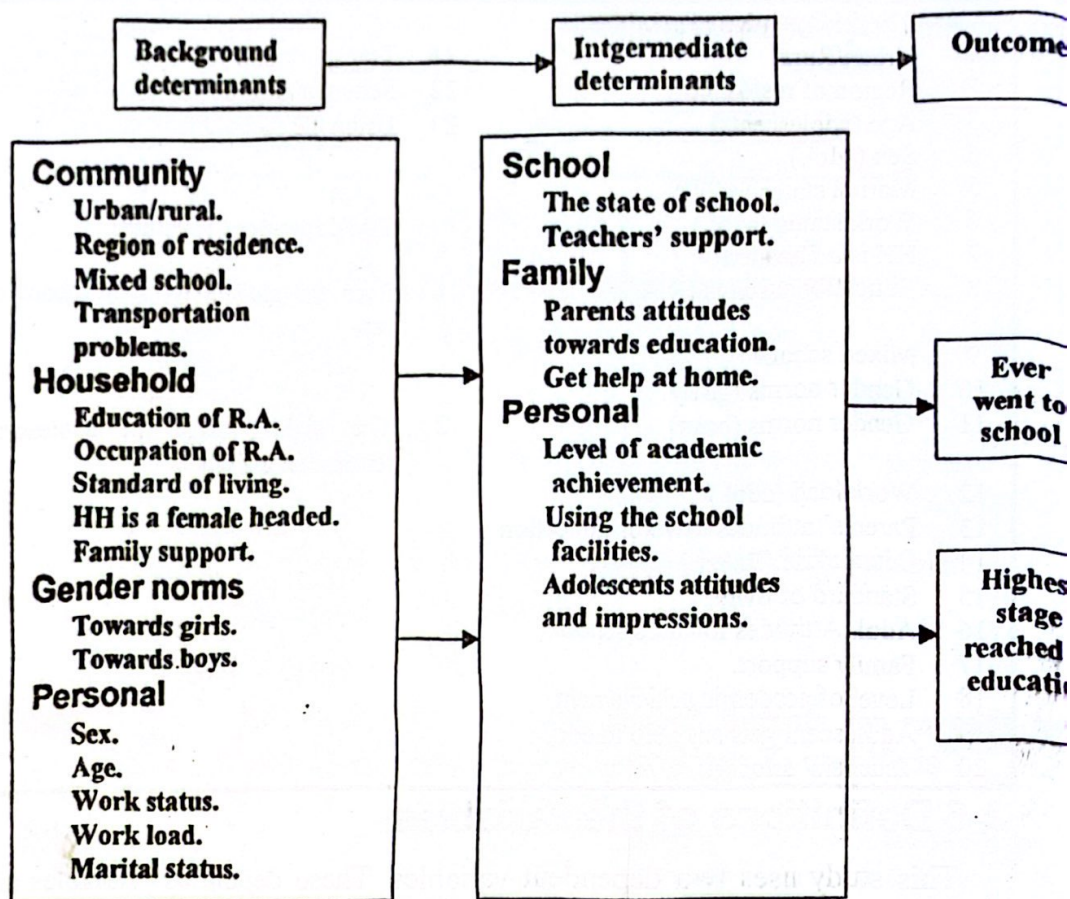 Background
determinants
Intgermediate
determinants
Outcome
Community
Urban/rural.
Region of residence.
Mixed school.
Transportation
problems.
Household
Education of R.A.
Occupation of R.A.
Standard of living.
HH is a female headed.
Family support.
Gender norms
Towards girls.
Towards boys.
Personal
Sex.
Age.
Work status.
Work load.
Marital status.
School
The state of school.
Teachers' support.
Family
Parents attitudes
towards education.
Get help at home.
Personal
Level of academic
achievement.
Using the school
facilities.
Adolescents attitudes
and impressions.
Ever
went to
school
Highes
stage
reached
educati